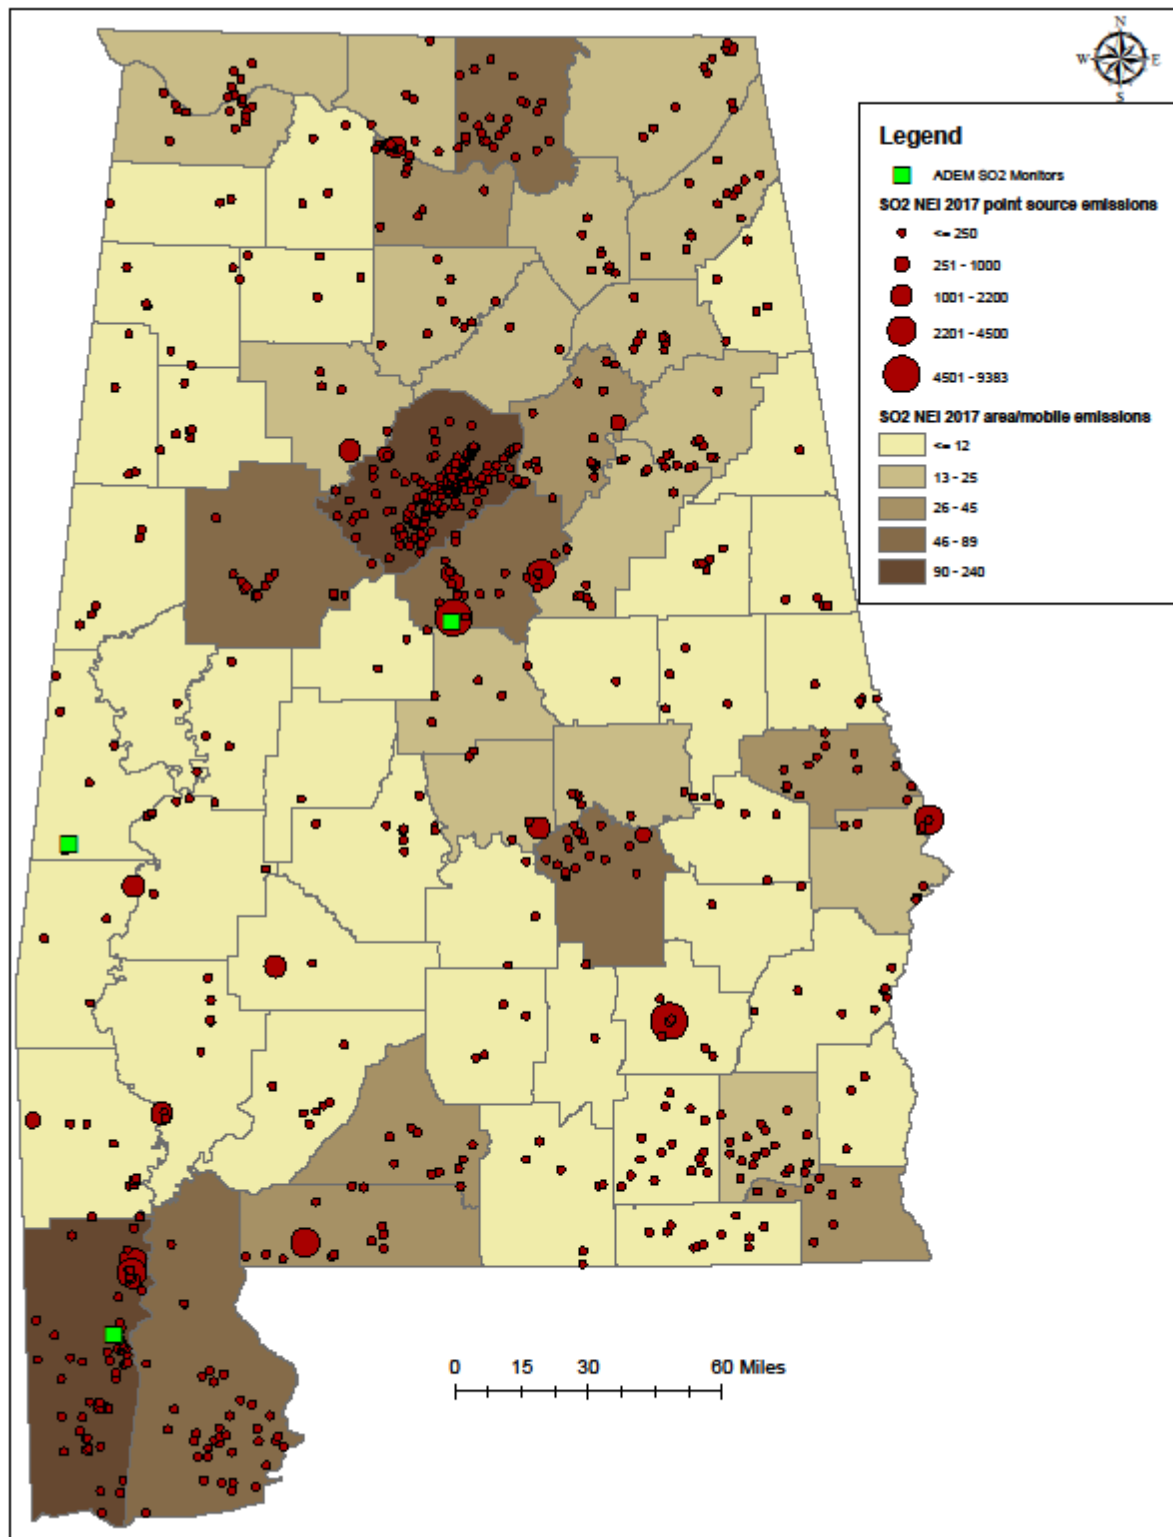 N
W E
S
Legend
ADEM SO2 Monitors
SO2 NEI 2017 point source emissions
<= 250
251 - 1000
1001 - 2200
2201 - 4500
4501 - 9383
SO2 NEI 2017 area/mobile emissions
<= 12
13 - 25
26 - 45
46 - 89
90 - 240
0 15 30 60 Miles